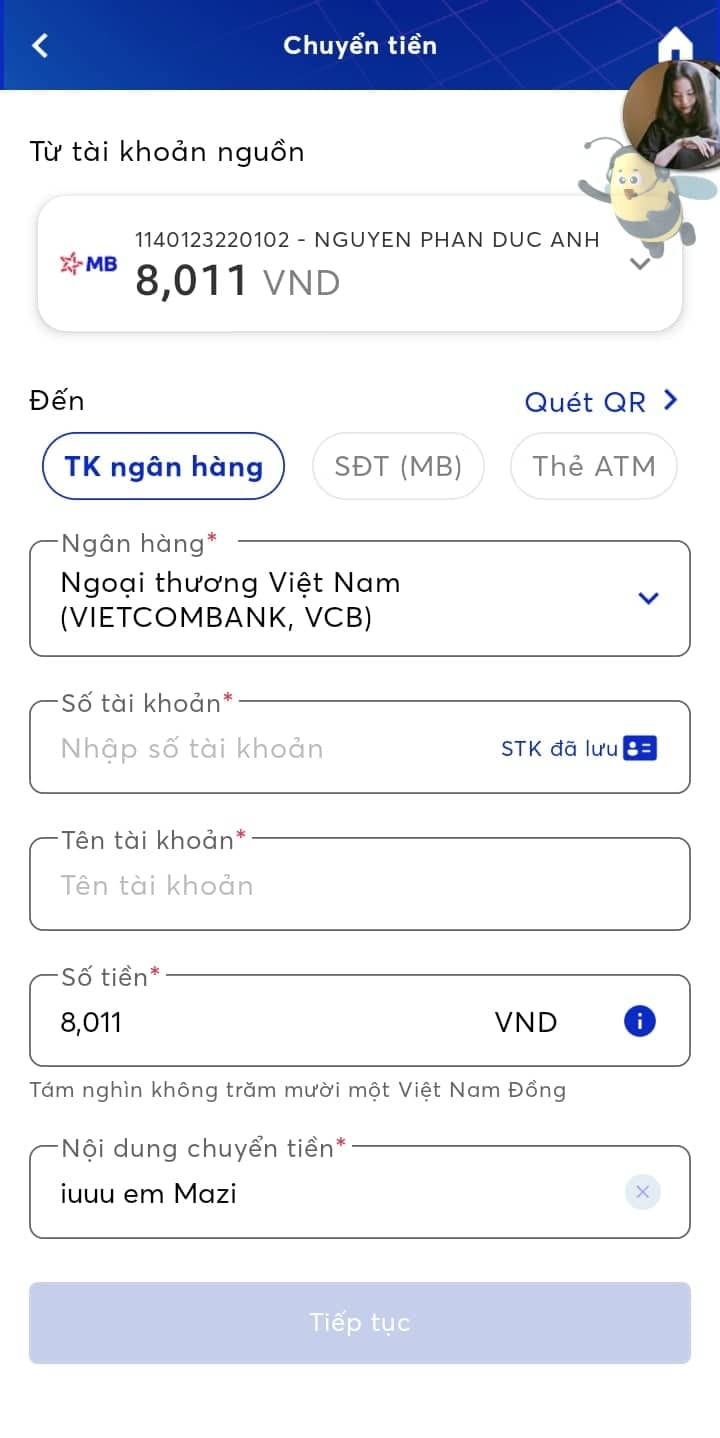 Chuyển tiền
Từ tài khoản nguồn
1140123220102 - NGUYEN PHAN DUC ANH
MB
8,011 VND
Đến
Quét QR
TK ngân hàng
SĐT (MB)
Thẻ ATM
Ngân hàng*
Ngoại thương Việt Nam
(VIETCOMBANK, VCB)
Số tài khoản*
Nhập số tài khoản
STK đã lưu
Tên tài khoản*
Tên tài khoản
Số tiền*
8,011
VND
Tám nghìn không trăm mười một Việt Nam Đồng
Nội dung chuyển tiền*
iuuu em Mazi
Tiếp tục